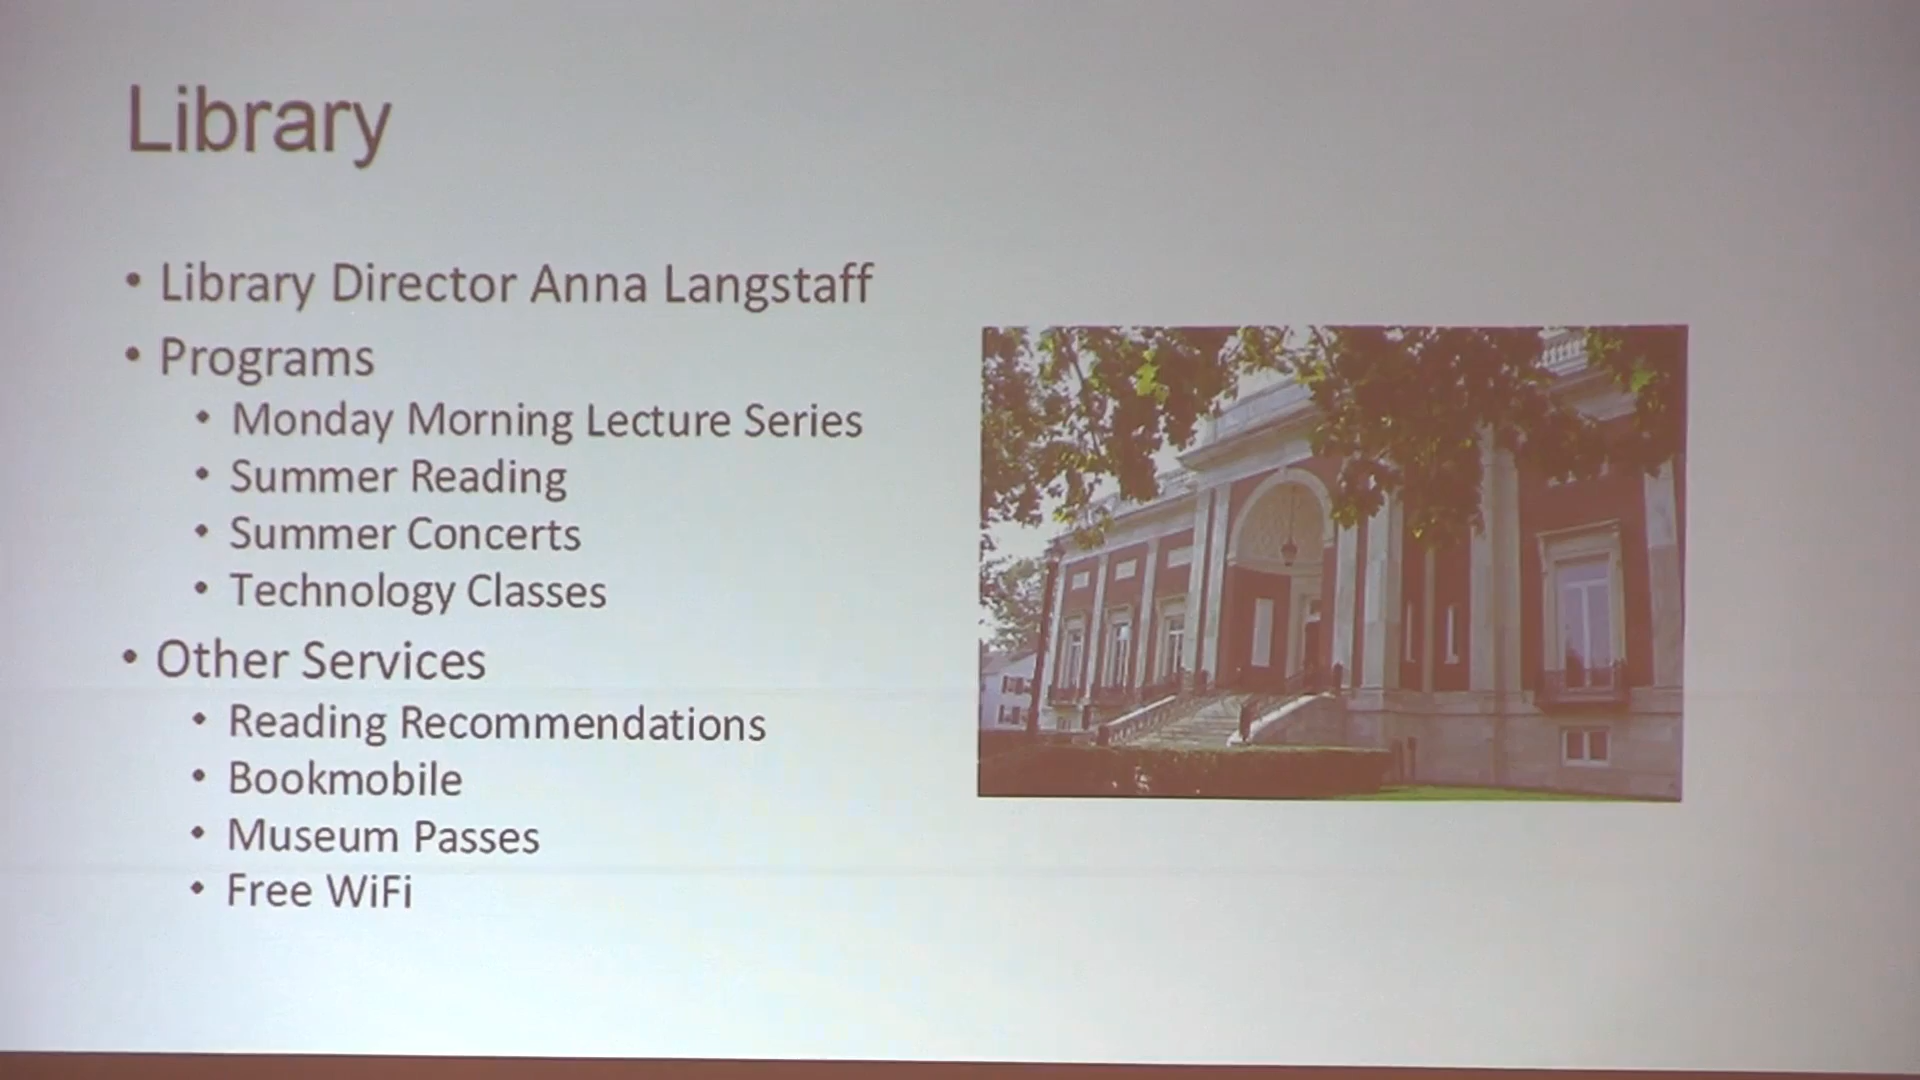 Library
• Library Director Anna Langstaff
• Programs
• Monday Morning Lecture Series
• Summer Reading
• Summer Concerts
• Technology Classes
• Other Services
• Reading Recommendations
• Bookmobile
• Museum Passes
• Free WiFi